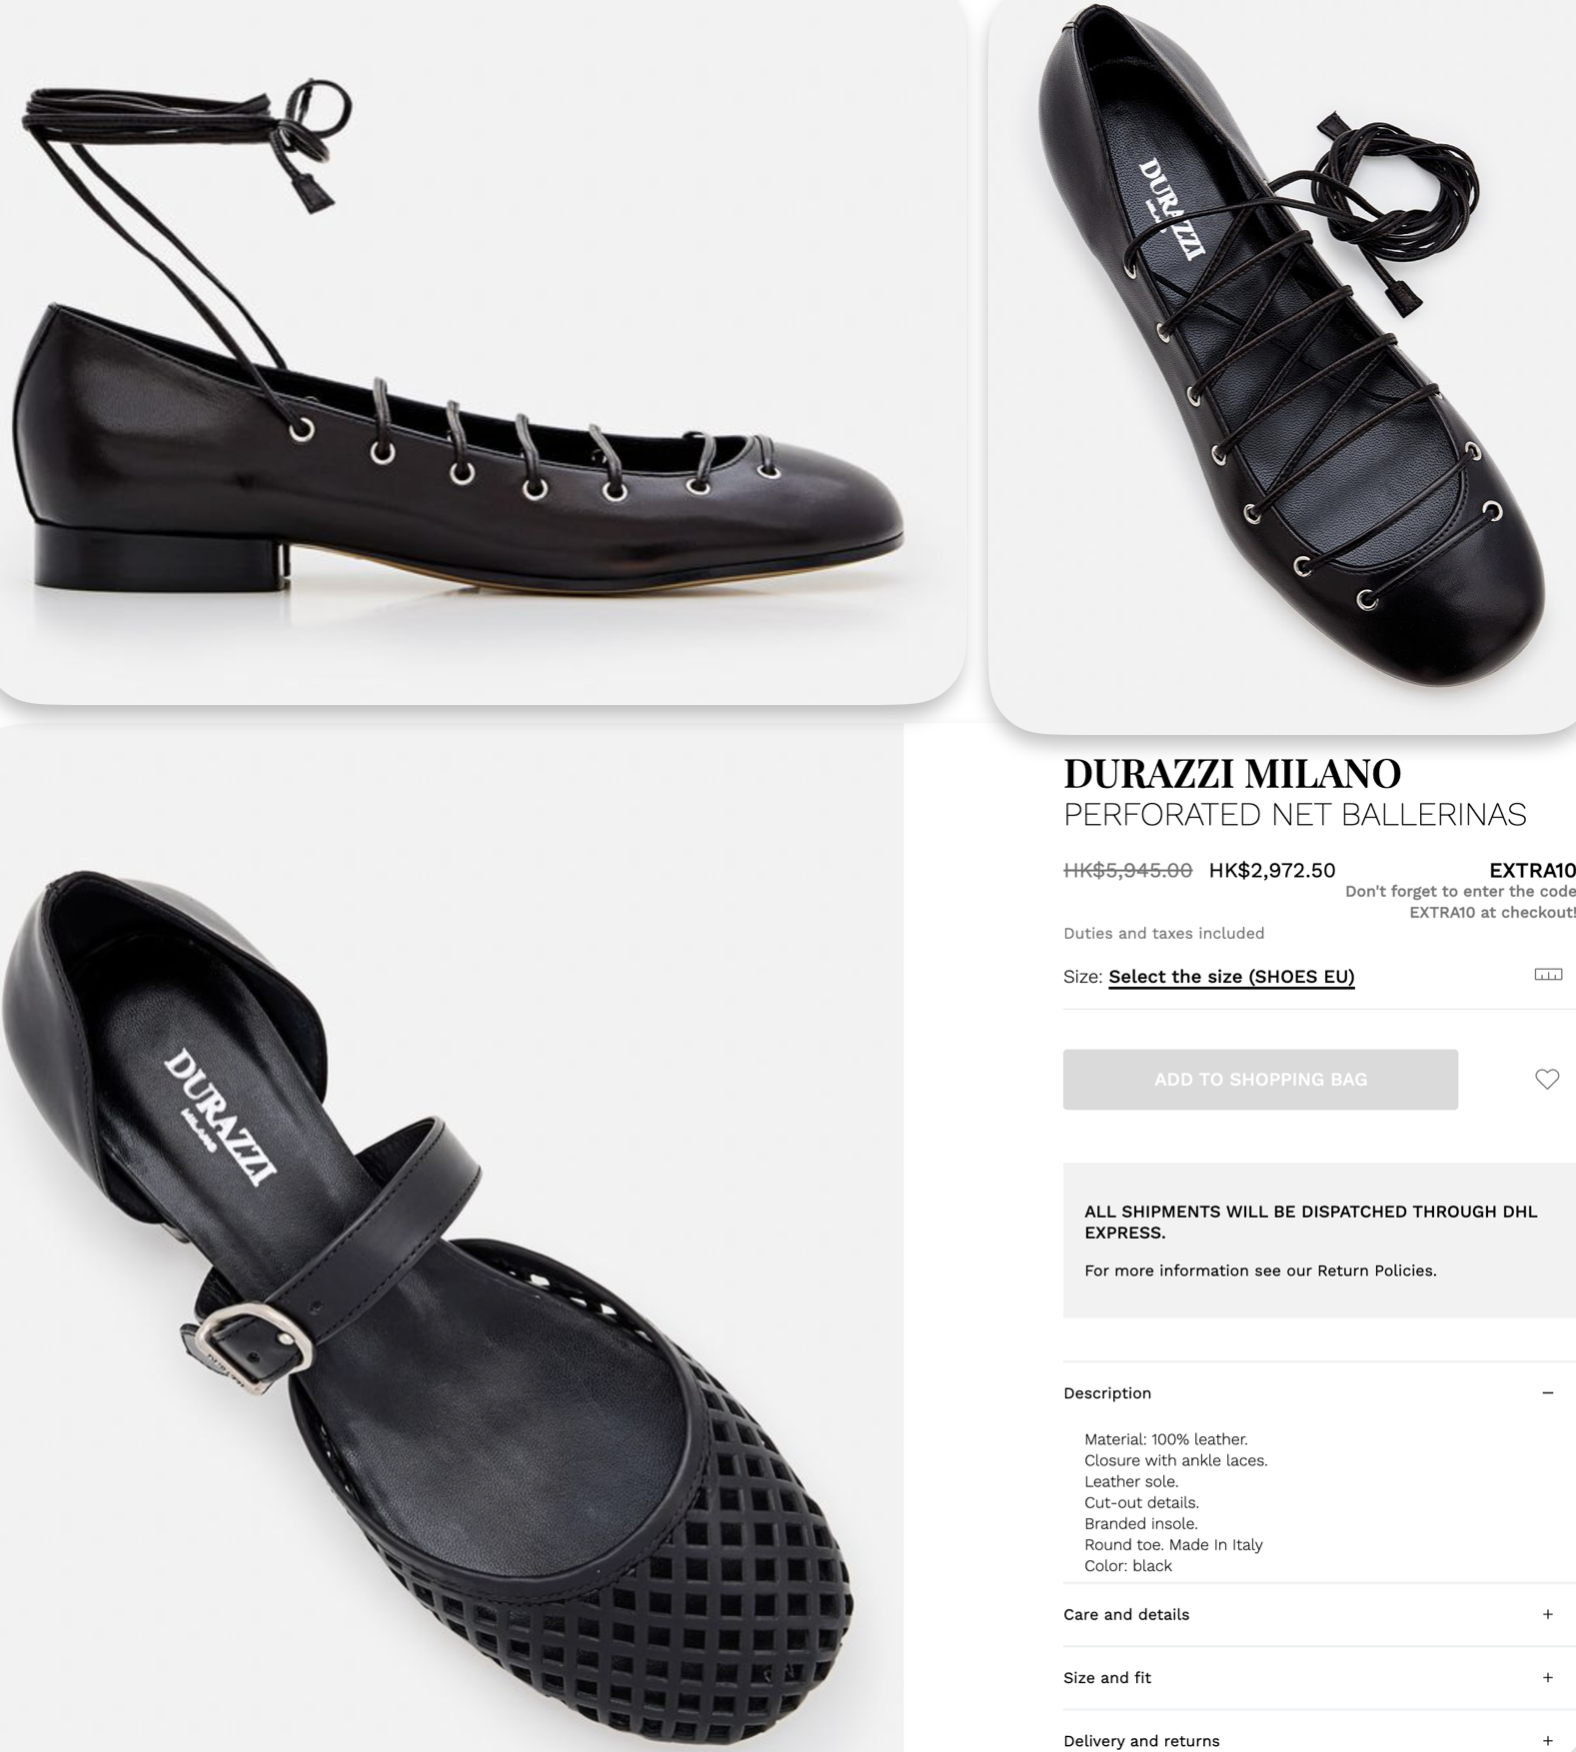 DURAZZI
MILANO
DURAZZI
MILANO
DURAZZI MILANO
PERFORATED NET BALLERINAS
HK$5,945.00 HK$2,972.50
EXTRA10
Don't forget to enter the code
EXTRA10 at checkout!
Duties and taxes included
Size: Select the size (SHOES EU)
ADD TO SHOPPING BAG
ALL SHIPMENTS WILL BE DISPATCHED THROUGH DHL
EXPRESS.
For more information see our Return Policies.
Description
Material: 100% leather.
Closure with ankle laces.
Leather sole.
Cut-out details.
Branded insole.
Round toe. Made In Italy
Color: black
Care and details
Size and fit
Delivery and returns